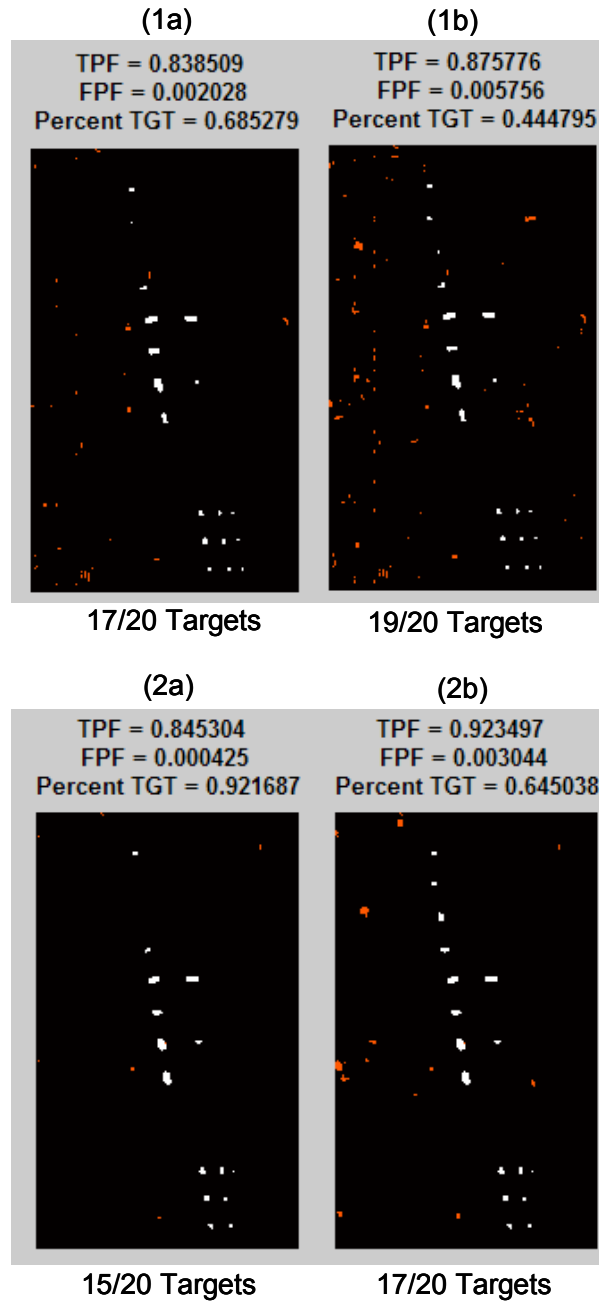 (1a)
TPF = 0.838509
FPF = 0.002028
Percent TGT = 0.685279
17/20 Targets
(1b)
TPF = 0.875776
FPF = 0.005756
Percent TGT = 0.444795
19/20 Targets
(2a)
TPF = 0.845304
FPF = 0.000425
Percent TGT = 0.921687
15/20 Targets
(2b)
TPF = 0.923497
FPF = 0.003044
Percent TGT = 0.645038
17/20 Targets